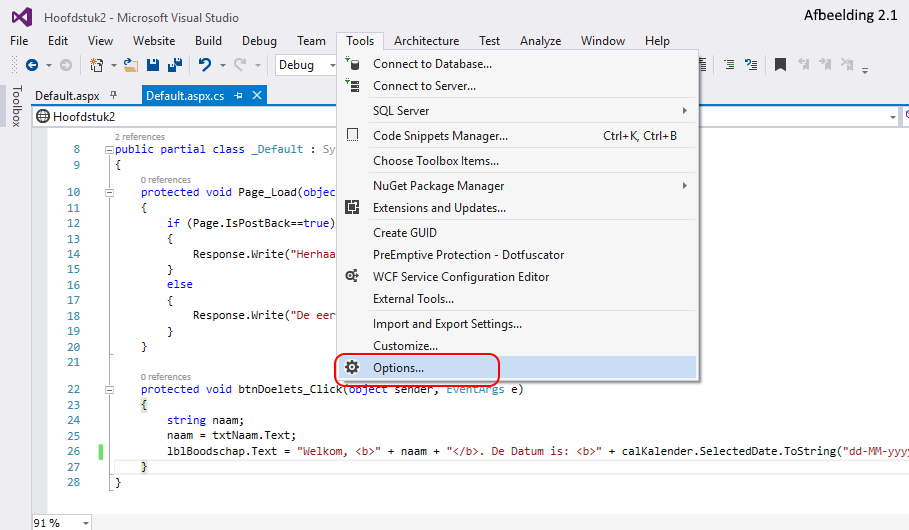 Hoofdstuk2 - Microsoft Visual Studio
Afbeelding 2.1
File Edit View Website Build Debug Team Tools Architecture Test Analyze Window Help
Debug
Connect to Database...
Connect to Server...
SQL Server
Code Snippets Manager... Ctrl+K, Ctrl+B
Choose Toolbox Items...
NuGet Package Manager
Extensions and Updates...
Create GUID
PreEmptive Protection - Dotfuscator
WCF Service Configuration Editor
External Tools...
Import and Export Settings...
Customize...
Options...
Toolbox
Default.aspx Default.aspx.cs
Hoofdstuk2
2 references
8 public partial class _Default : Sy
9 {
0 references
10 protected void Page_Load(objec
11 {
12 if (Page.IsPostBack==true)
13 {
14 Response.Write("Herhaa
15 }
16 else
17 {
18 Response.Write("De eer
19 }
20 }
21
0 references
22 protected void btnDoelets_Click(object sender, EventArgs e)
23 {
24 string naam;
25 naam = txtNaam.Text;
26 lblBoodschap.Text = "Welkom, <b>" + naam + "</b>. De Datum is: <b>" + calKalender.SelectedDate.ToString("dd-MM-yyyy
27 }
28 }
91 %